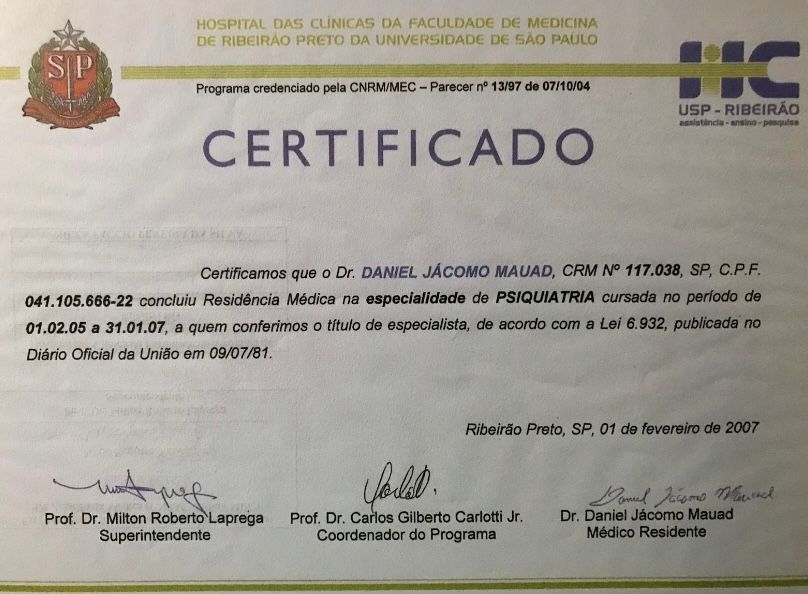 HOSPITAL DAS CLÍNICAS DA FACULDADE DE MEDICINA
DE RIBEIRÃO PRETO DA UNIVERSIDADE DE SÃO PAULO
SP
HC
Programa credenciado pela CNRM/MEC – Parecer nº 13/97 de 07/10/04
USP - RIBEIRÃO
assistência - ensino - pesquisa
CERTIFICADO
Certificamos que o Dr. DANIEL JÁCOMO MAUAD, CRM Nº 117.038, SP, C.P.F.
041.105.666-22 concluiu Residência Médica na especialidade de PSIQUIATRIA cursada no período de
01.02.05 a 31.01.07, a quem conferimos o título de especialista, de acordo com a Lei 6.932, publicada no
Diário Oficial da União em 09/07/81.
Ribeirão Preto, SP, 01 de fevereiro de 2007
Daniel Jácomo Mauad
Prof. Dr. Milton Roberto Laprega Prof. Dr. Carlos Gilberto Carlotti Jr. Dr. Daniel Jácomo Mauad
Superintendente Coordenador do Programa Médico Residente